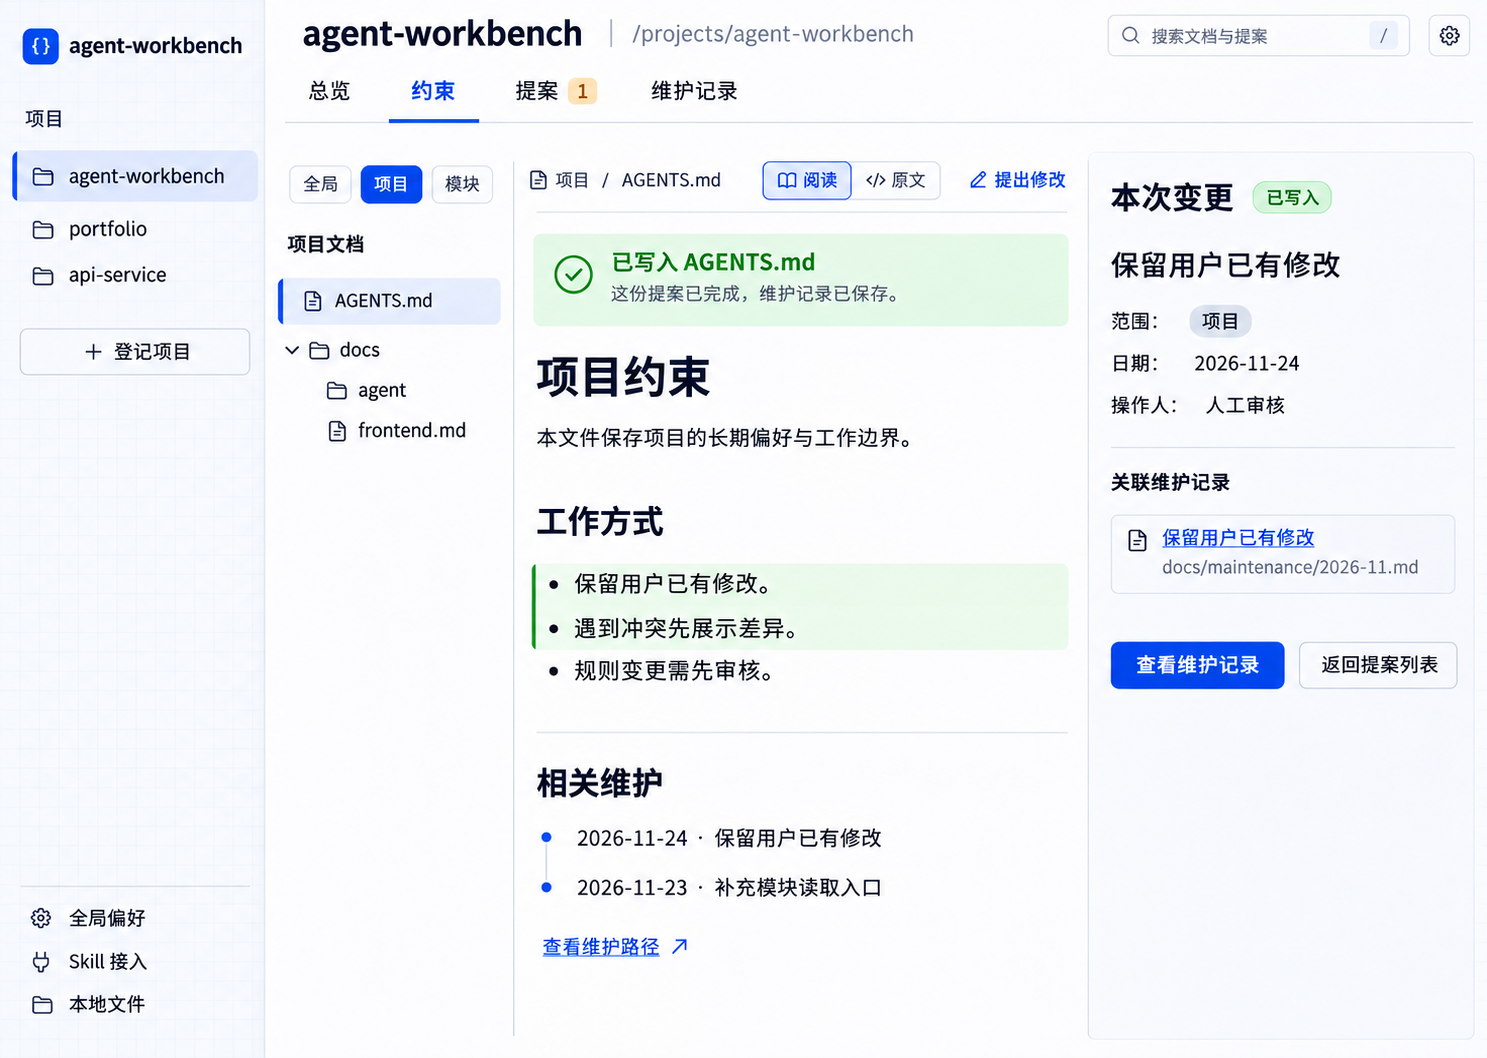 agent-workbench
项目
agent-workbench
portfolio
api-service
登记项目
全局偏好
Skill 接入
本地文件
agent-workbench
/projects/agent-workbench
搜索文档与提案
/
总览
约束
提案 1
维护记录
全局
项目
模块
项目文档
AGENTS.md
docs
agent
frontend.md
项目 / AGENTS.md
阅读
</> 原文
提出修改
已写入 AGENTS.md
这份提案已完成，维护记录已保存。
项目约束
本文件保存项目的长期偏好与工作边界。
工作方式
• 保留用户已有修改。
• 遇到冲突先展示差异。
• 规则变更需先审核。
相关维护
2026-11-24 · 保留用户已有修改
2026-11-23 · 补充模块读取入口
查看维护路径
本次变更 已写入
保留用户已有修改
范围： 项目
日期： 2026-11-24
操作人： 人工审核
关联维护记录
保留用户已有修改
docs/maintenance/2026-11.md
查看维护记录
返回提案列表